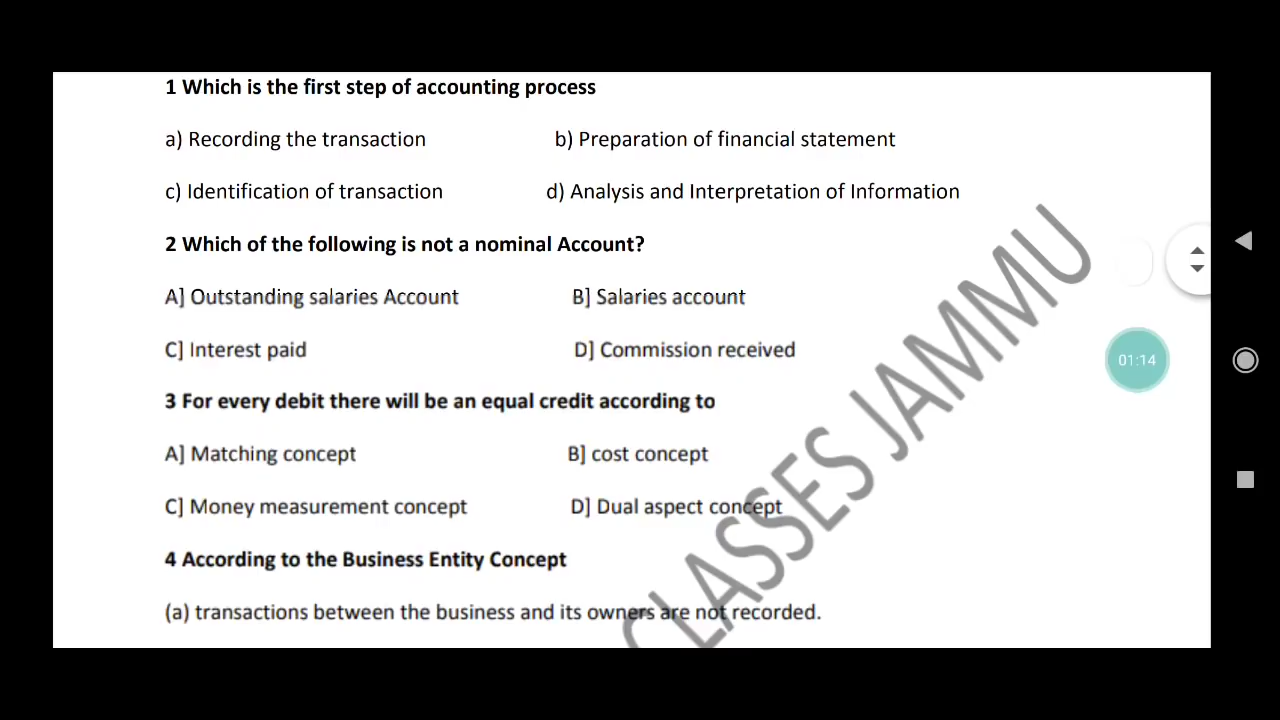 1 Which is the first step of accounting process
a) Recording the transaction b) Preparation of financial statement
c) Identification of transaction d) Analysis and Interpretation of Information
2 Which of the following is not a nominal Account?
A] Outstanding salaries Account B] Salaries account
C] Interest paid D] Commission received
01:14
3 For every debit there will be an equal credit according to
A] Matching concept B] cost concept
C] Money measurement concept D] Dual aspect concept
4 According to the Business Entity Concept
(a) transactions between the business and its owners are not recorded.
CLASSES JAMMU